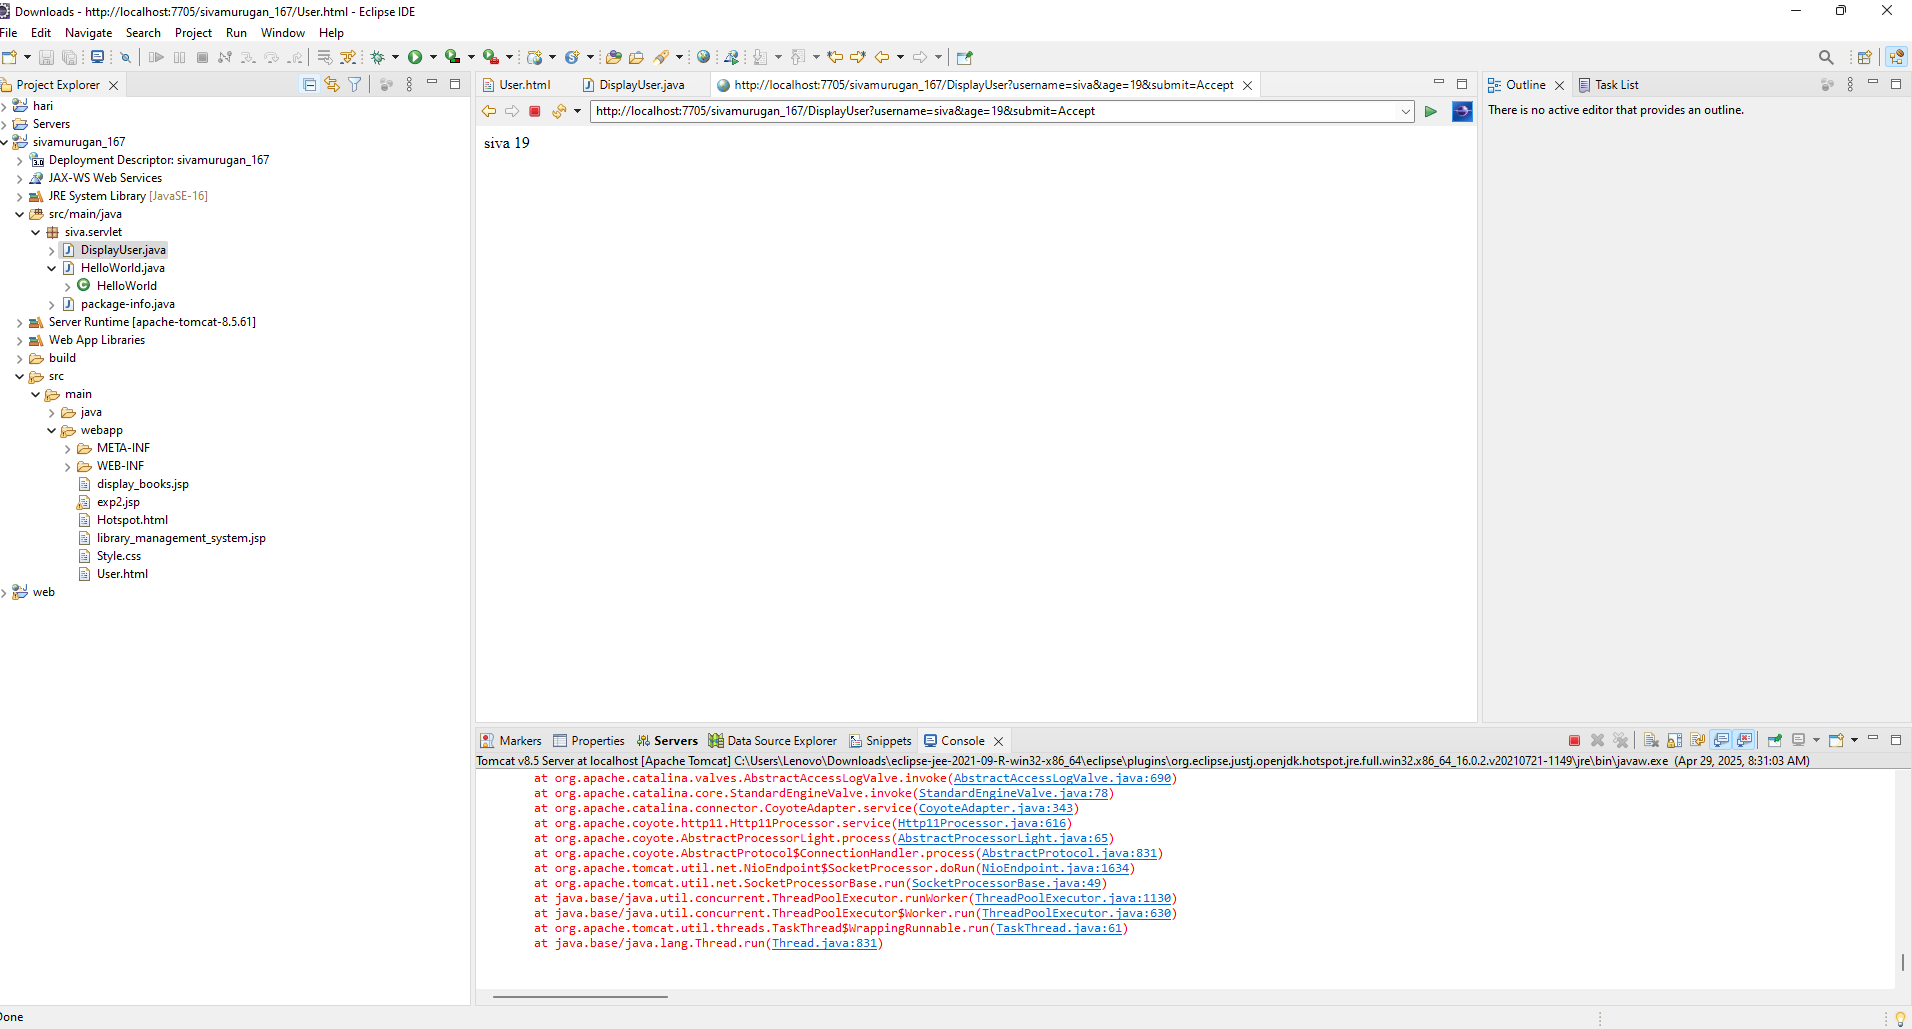 Downloads - http://localhost:7705/sivamurugan_167/User.html - Eclipse IDE
File Edit Navigate Search Project Run Window Help
Project Explorer
hari
Servers
sivamurugan_167
Deployment Descriptor: sivamurugan_167
JAX-WS Web Services
JRE System Library [JavaSE-16]
src/main/java
siva.servlet
DisplayUser.java
HelloWorld.java
HelloWorld
package-info.java
Server Runtime [apache-tomcat-8.5.61]
Web App Libraries
build
src
main
java
webapp
META-INF
WEB-INF
display_books.jsp
exp2.jsp
Hotspot.html
library_management_system.jsp
Style.css
User.html
web
User.html DisplayUser.java http://localhost:7705/sivamurugan_167/DisplayUser?username=siva&age=19&submit=Accept
http://localhost:7705/sivamurugan_167/DisplayUser?username=siva&age=19&submit=Accept
siva 19
Outline Task List
There is no active editor that provides an outline.
Markers Properties Servers Data Source Explorer Snippets Console
Tomcat v8.5 Server at localhost [Apache Tomcat] C:\Users\Lenovo\Downloads\eclipse-jee-2021-09-R-win32-x86_64\eclipse\plugins\org.eclipse.justj.openjdk.hotspot.jre.full.win32.x86_64_16.0.2.v20210721-1149\jre\bin\javaw.exe (Apr 29, 2025, 8:31:03 AM)
at org.apache.catalina.valves.AbstractAccessLogValve.invoke(AbstractAccessLogValve.java:690)
at org.apache.catalina.core.StandardEngineValve.invoke(StandardEngineValve.java:78)
at org.apache.catalina.connector.CoyoteAdapter.service(CoyoteAdapter.java:343)
at org.apache.coyote.http11.Http11Processor.service(Http11Processor.java:616)
at org.apache.coyote.AbstractProcessorLight.process(AbstractProcessorLight.java:65)
at org.apache.coyote.AbstractProtocol$ConnectionHandler.process(AbstractProtocol.java:831)
at org.apache.tomcat.util.net.NioEndpoint$SocketProcessor.doRun(NioEndpoint.java:1634)
at org.apache.tomcat.util.net.SocketProcessorBase.run(SocketProcessorBase.java:49)
at java.base/java.util.concurrent.ThreadPoolExecutor.runWorker(ThreadPoolExecutor.java:1130)
at java.base/java.util.concurrent.ThreadPoolExecutor$Worker.run(ThreadPoolExecutor.java:630)
at org.apache.tomcat.util.threads.TaskThread$WrappingRunnable.run(TaskThread.java:61)
at java.base/java.lang.Thread.run(Thread.java:831)
Done